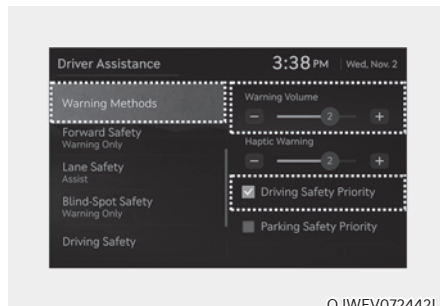 Driver Assistance
3:38 PM
Wed, Nov. 2
Warning Methods
Forward Safety
Warning Only
Lane Safety
Assist
Blind-Spot Safety
Warning Only
Driving Safety
Warning Volume
2
Haptic Warning
2
Driving Safety Priority
Parking Safety Priority